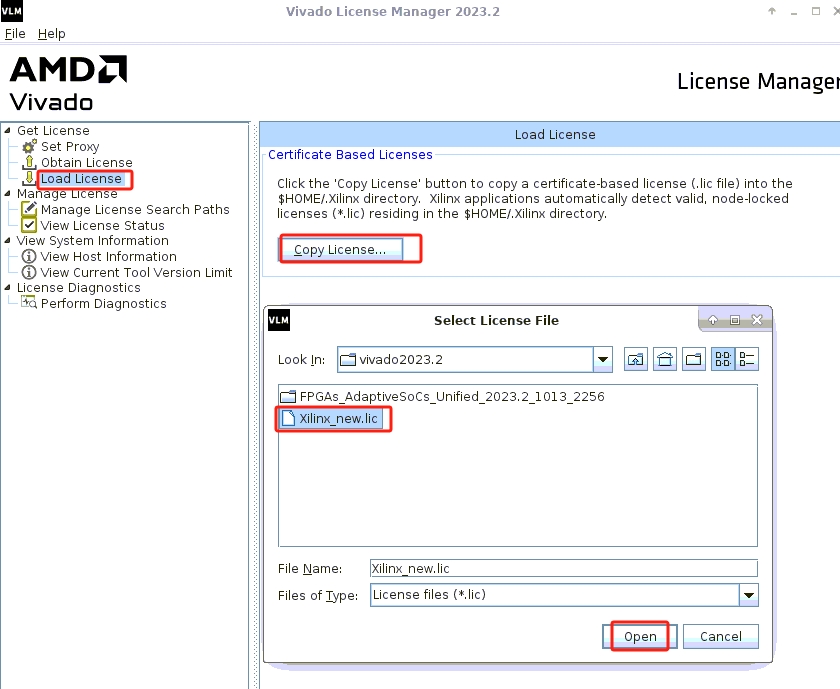 VLM
Vivado License Manager 2023.2
File Help
AMD
Vivado
License Manager
Get License
Set Proxy
Obtain License
Load License
Manage License
Manage License Search Paths
View License Status
View System Information
View Host Information
View Current Tool Version Limit
License Diagnostics
Perform Diagnostics
Load License
Certificate Based Licenses
Click the 'Copy License' button to copy a certificate-based license (.lic file) into the
$HOME/.Xilinx directory. Xilinx applications automatically detect valid, node-locked
licenses (*.lic) residing in the $HOME/.Xilinx directory.
Copy License...
VLM
Select License File
Look In: vivado2023.2
FPGAs_AdaptiveSoCs_Unified_2023.2_1013_2256
Xilinx_new.lic
File Name: Xilinx_new.lic
Files of Type: License files (*.lic)
Open Cancel